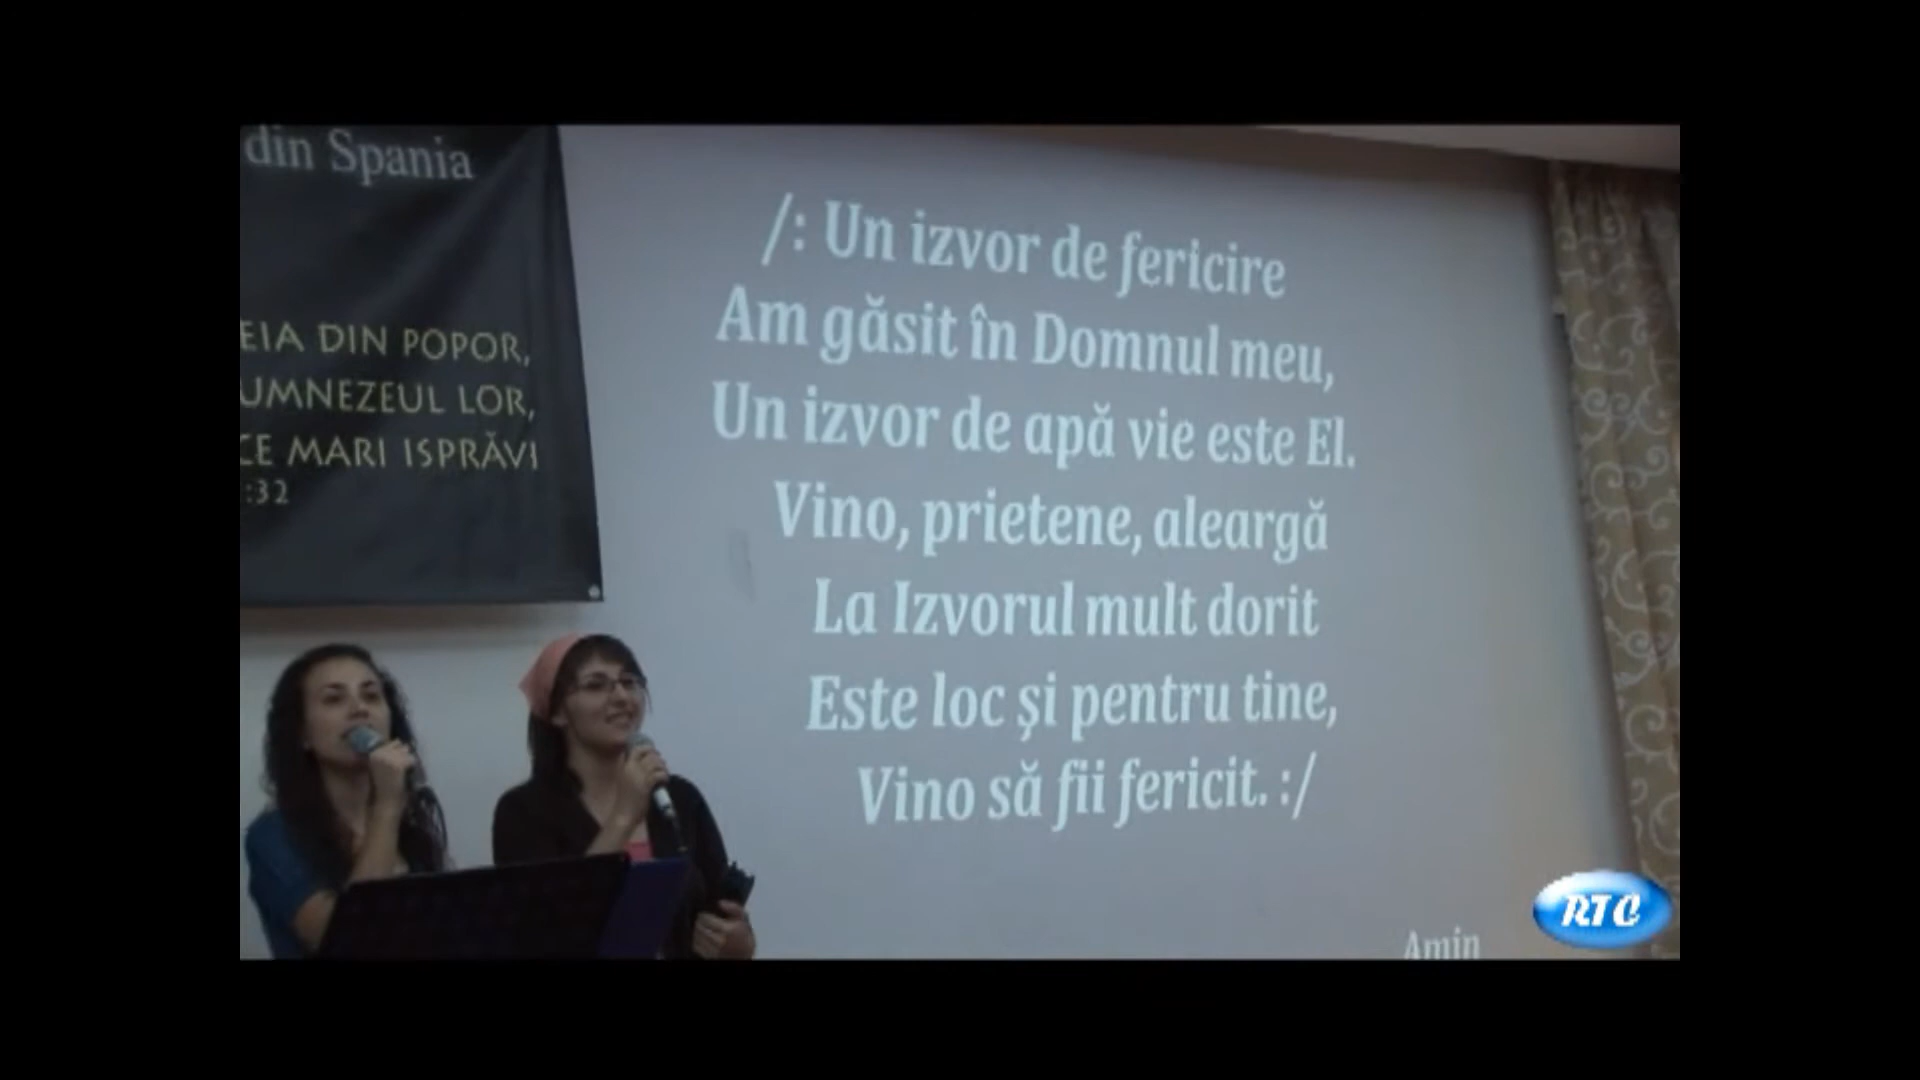 din Spania
EIA DIN POPOR,
UMNEZEUL LOR,
CE MARI ISPRĂVI
:32
/: Un izvor de fericire
Am găsit în Domnul meu,
Un izvor de apă vie este El.
Vino, prietene, aleargă
La Izvorul mult dorit
Este loc și pentru tine,
Vino să fii fericit. :/
Amin
RTC